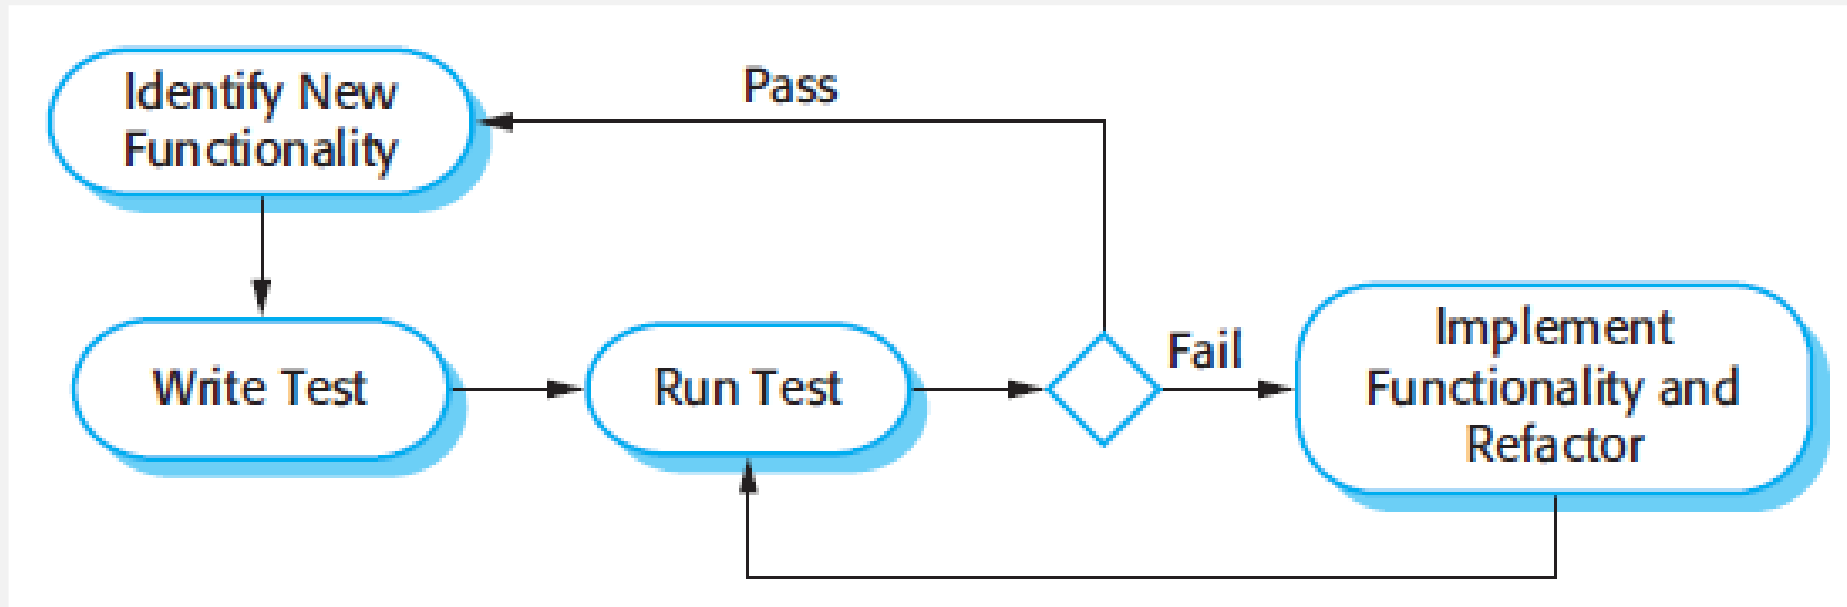 Identify New
Functionality
Pass
Write Test
Run Test
Fail
Implement
Functionality and
Refactor